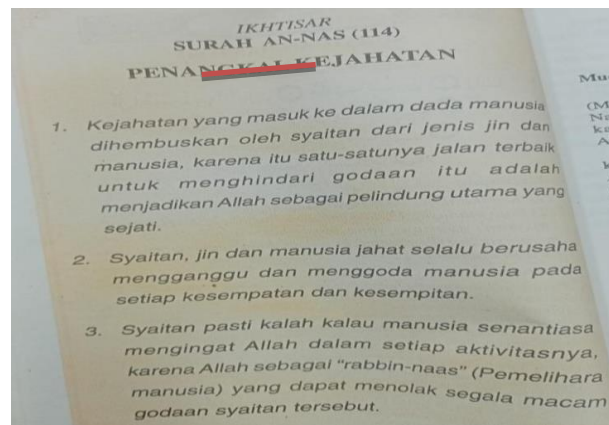 IKHTISAR
SURAH AN-NAS (114)
1. Kejahatan yang masuk ke dalam dada manusia
dihembuskan oleh syaitan dari jenis jin dan
manusia, karena itu satu-satunya jalan terbaik
untuk menghindari godaan itu adalah
menjadikan Allah sebagai pelindung utama yang
sejati.
2. Syaitan, jin dan manusia jahat selalu berusaha
mengganggu dan menggoda manusia pada
setiap kesempatan dan kesempitan.
3. Syaitan pasti kalah kalau manusia senantiasa
mengingat Allah dalam setiap aktivitasnya,
karena Allah sebagai "rabbin-naas" (Pemelihara
manusia) yang dapat menolak segala macam
godaan syaitan tersebut.